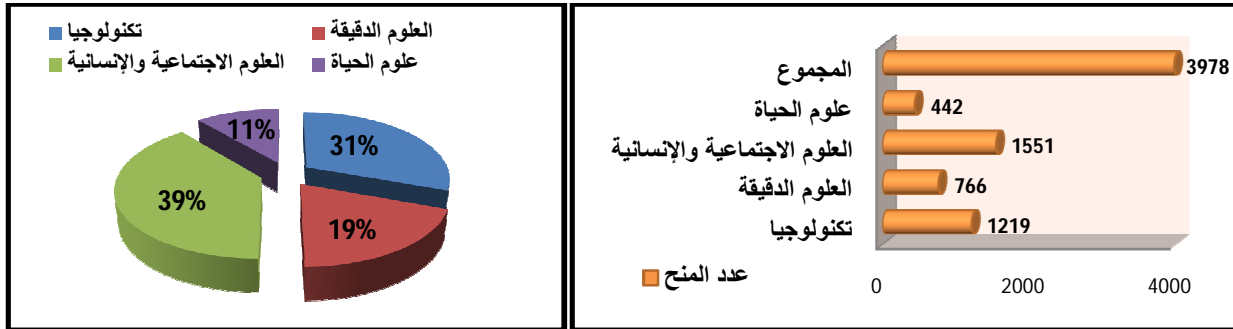 تكنولوجيا
العلوم الدقيقة
العلوم الاجتماعية والإنسانية
علوم الحياة
11%
31%
39%
19%
المجموع
3978
علوم الحياة
442
العلوم الاجتماعية والإنسانية
1551
العلوم الدقيقة
766
تكنولوجيا
1219
عدد المنح
0 2000 4000